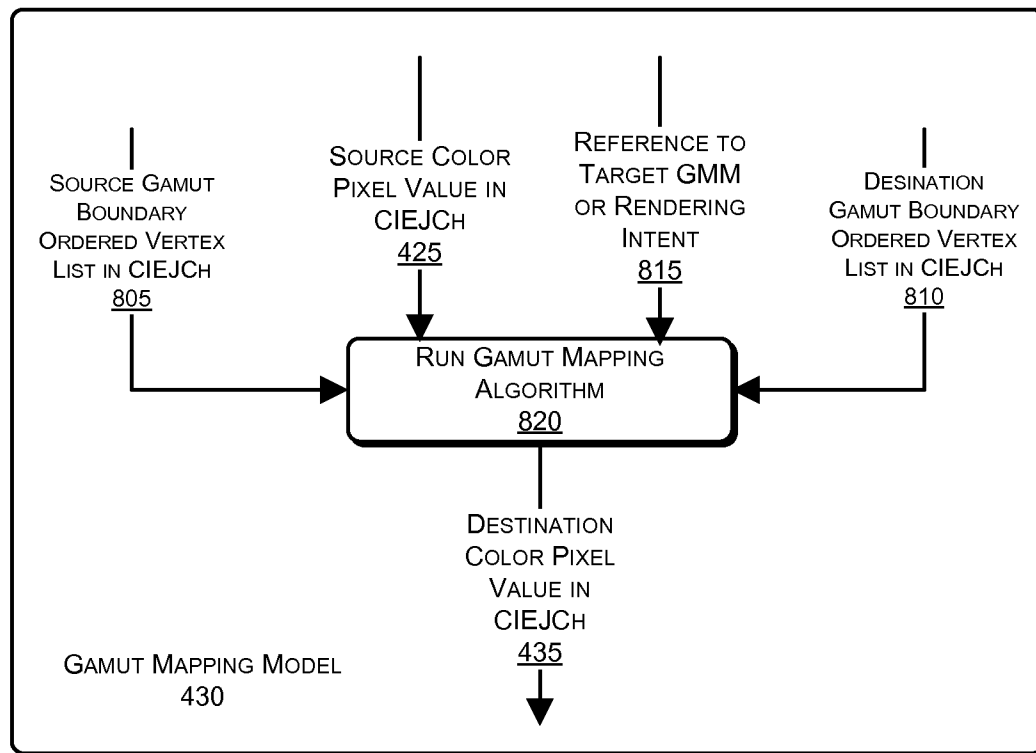 Source Gamut
Boundary
Ordered Vertex
List in CIEJCh
805
Source Color
Pixel Value in
CIEJCh
425
Reference to
Target GMM
or Rendering
Intent
815
Desination
Gamut Boundary
Ordered Vertex
List in CIEJCh
810
Run Gamut Mapping
Algorithm
820
Destination
Color Pixel
Value in
CIEJCh
435
Gamut Mapping Model
430